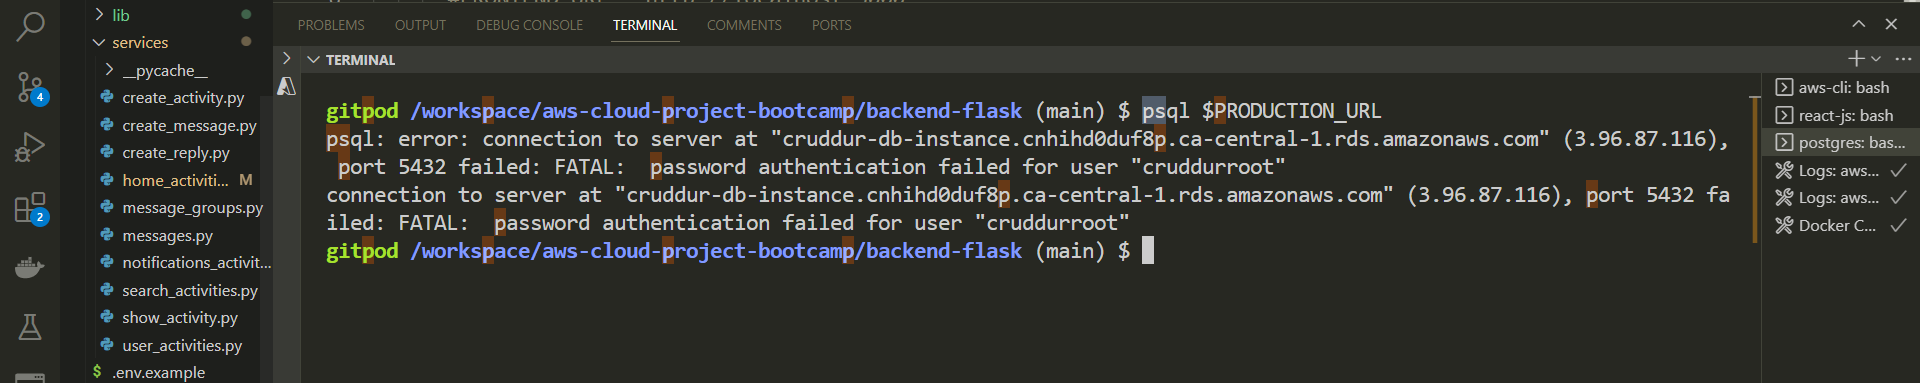 PROBLEMS OUTPUT DEBUG CONSOLE TERMINAL COMMENTS PORTS
TERMINAL
lib
services
__pycache__
create_activity.py
create_message.py
create_reply.py
home_activiti... M
message_groups.py
messages.py
notifications_activit...
search_activities.py
show_activity.py
user_activities.py
.env.example
4
2
gitpod /workspace/aws-cloud-project-bootcamp/backend-flask (main) $ psql $PRODUCTION_URL
psql: error: connection to server at "cruddur-db-instance.cnhihd0duf8p.ca-central-1.rds.amazonaws.com" (3.96.87.116),
port 5432 failed: FATAL:  password authentication failed for user "cruddurroot"
connection to server at "cruddur-db-instance.cnhihd0duf8p.ca-central-1.rds.amazonaws.com" (3.96.87.116), port 5432 fa
iled: FATAL:  password authentication failed for user "cruddurroot"
gitpod /workspace/aws-cloud-project-bootcamp/backend-flask (main) $
aws-cli: bash
react-js: bash
postgres: bas...
Logs: aws...
Logs: aws...
Docker C...